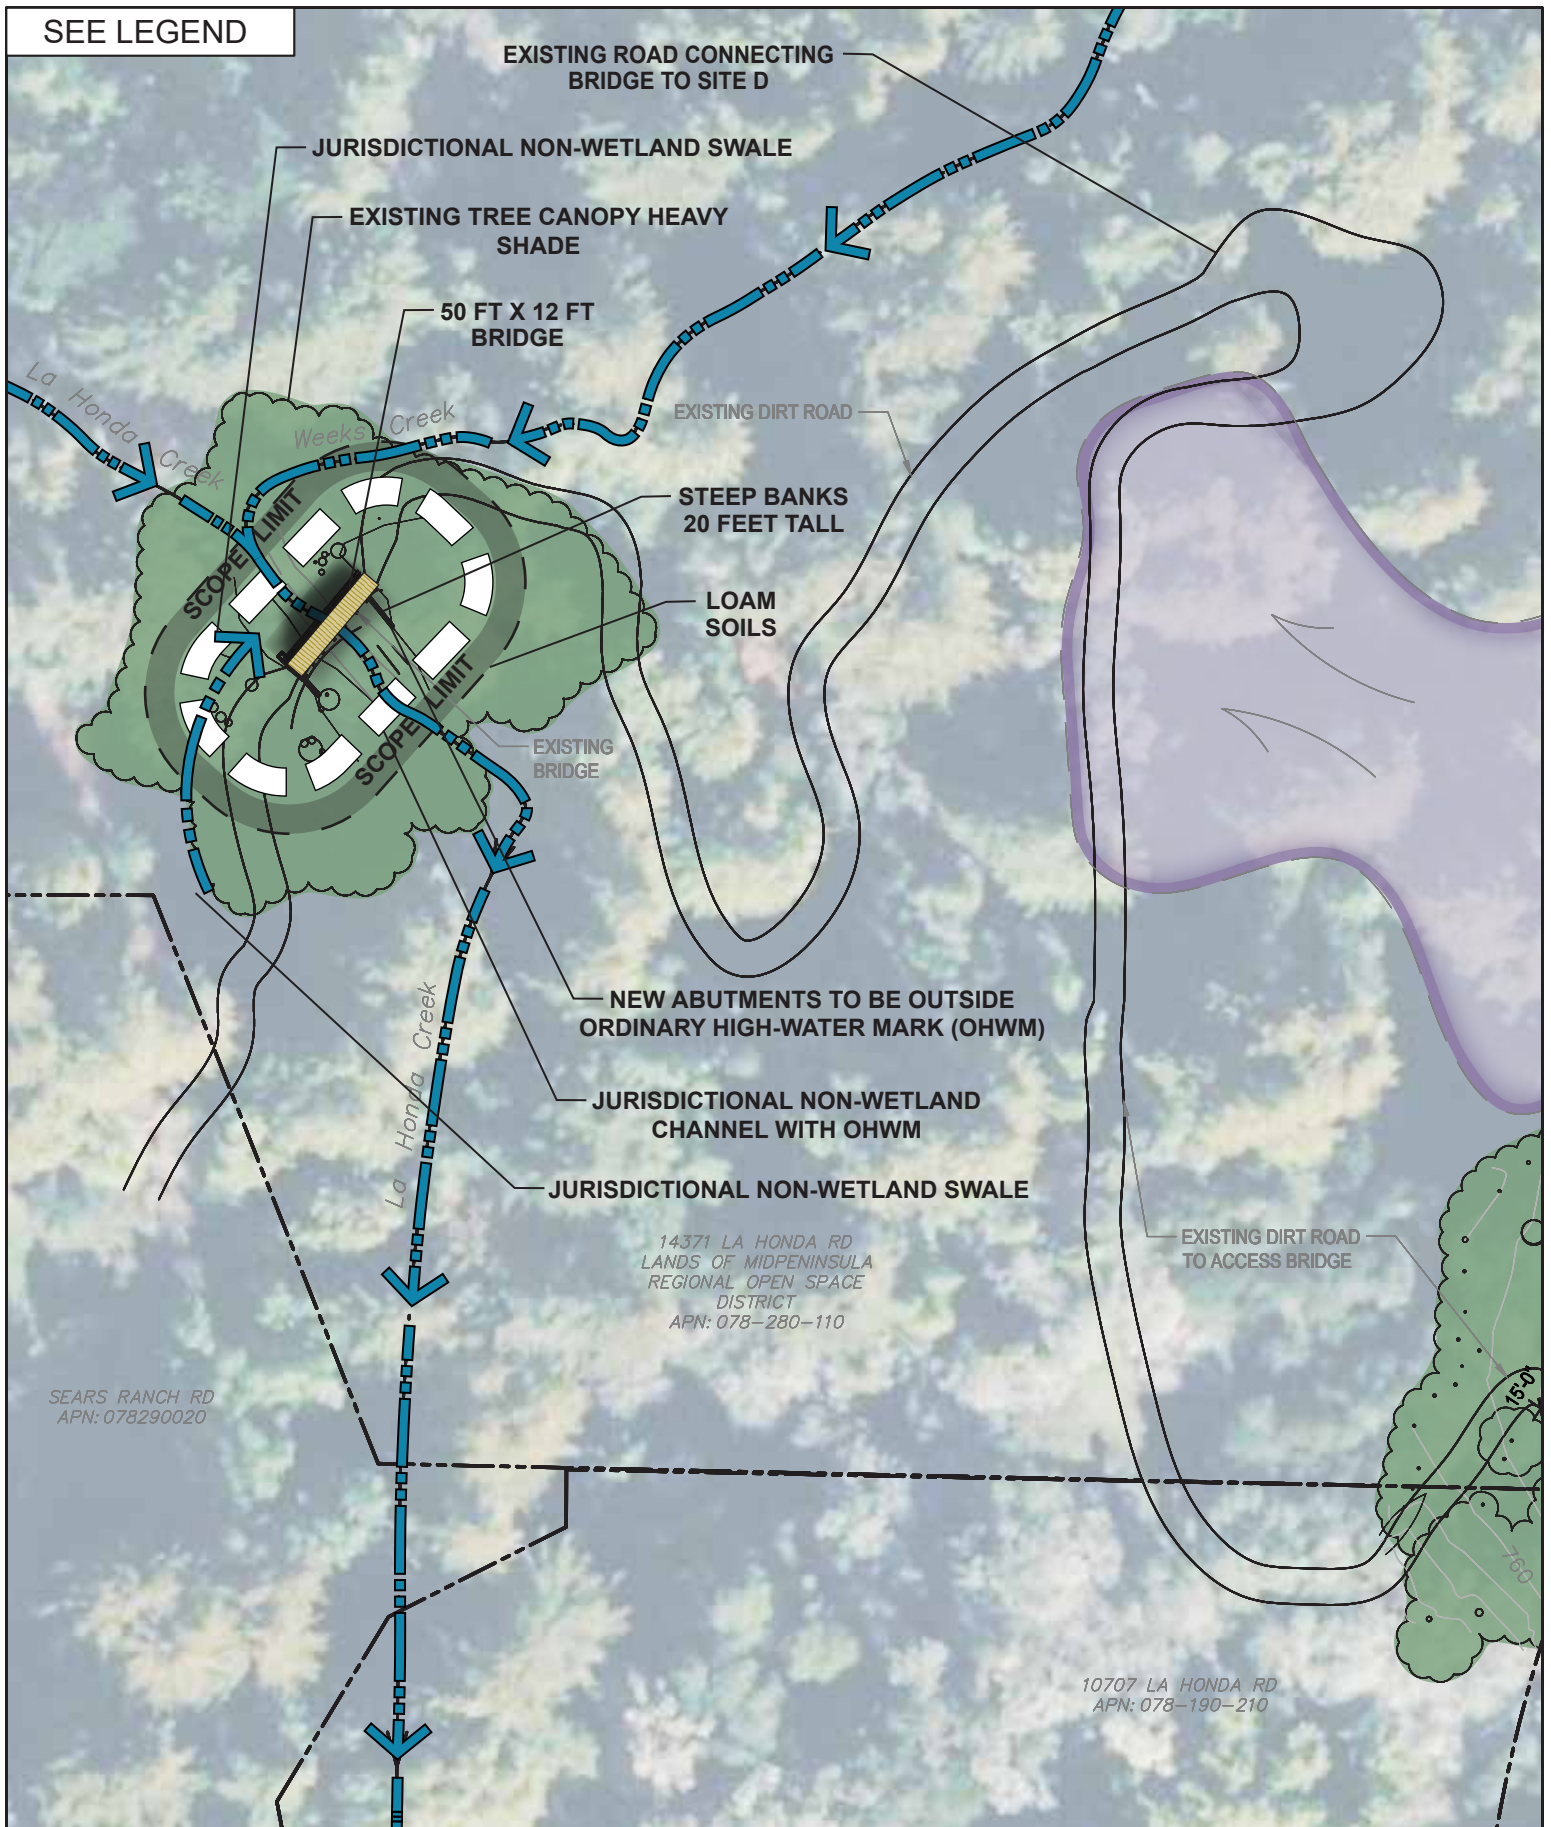 SEE LEGEND
EXISTING ROAD CONNECTING
BRIDGE TO SITE D
JURISDICTIONAL NON-WETLAND SWALE
EXISTING TREE CANOPY HEAVY
SHADE
50 FT X 12 FT
BRIDGE
La Honda Creek
Weeks Creek
EXISTING DIRT ROAD
SCOPE LIMIT
STEEP BANKS
20 FEET TALL
LOAM
SOILS
SCOPE LIMIT
EXISTING
BRIDGE
NEW ABUTMENTS TO BE OUTSIDE
ORDINARY HIGH-WATER MARK (OHWM)
La Honda Creek
JURISDICTIONAL NON-WETLAND
CHANNEL WITH OHWM
JURISDICTIONAL NON-WETLAND SWALE
14371 LA HONDA RD
LANDS OF MIDPENINSULA
REGIONAL OPEN SPACE
DISTRICT
APN: 078-280-110
EXISTING DIRT ROAD
TO ACCESS BRIDGE
SEARS RANCH RD
APN: 078290020
15'-0"
760
10707 LA HONDA RD
APN: 078-190-210